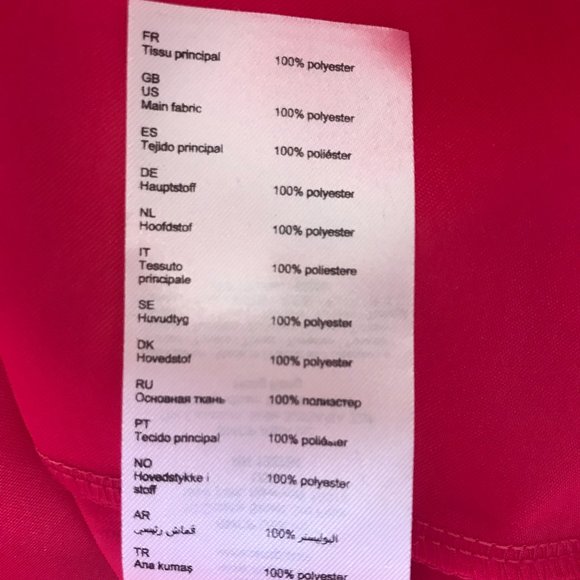 FR
Tissu principal 100% polyester
GB
US
Main fabric 100% polyester
ES
Tejido principal 100% poliéster
DE
Hauptstoff 100% polyester
NL
Hoofdstof 100% polyester
IT
Tessuto 100% poliestere
principale
SE
Huvudtyg 100% polyester
DK
Hovedstof 100% polyester
RU
Основная ткань 100% полиэстер
PT
Tecido principal 100% poliéster
NO
Hovedstykke i 100% polyester
stoff
AR
قماش رئيسي 100% البوليستر
TR
Ana kumaş 100% polyester